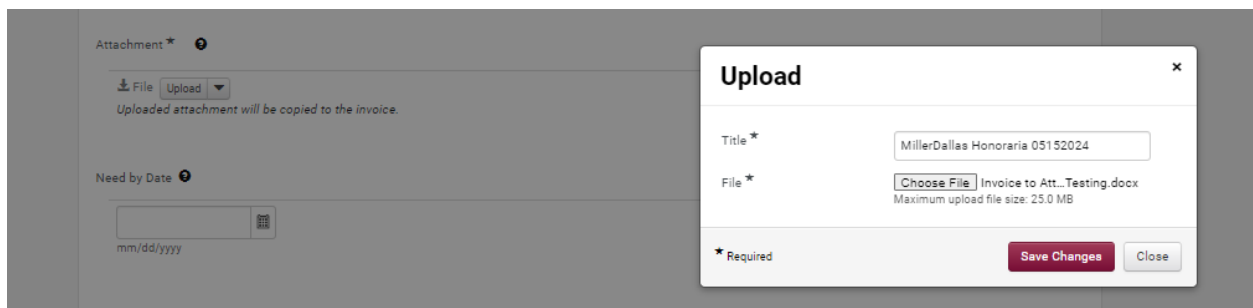 Attachment ★ ?
File Upload
Uploaded attachment will be copied to the invoice.
Need by Date ?
mm/dd/yyyy
Upload ×
Title ★ MillerDallas Honoraria 05152024
File ★ Choose File Invoice to Att...Testing.docx
Maximum upload file size: 25.0 MB
★ Required Save Changes Close